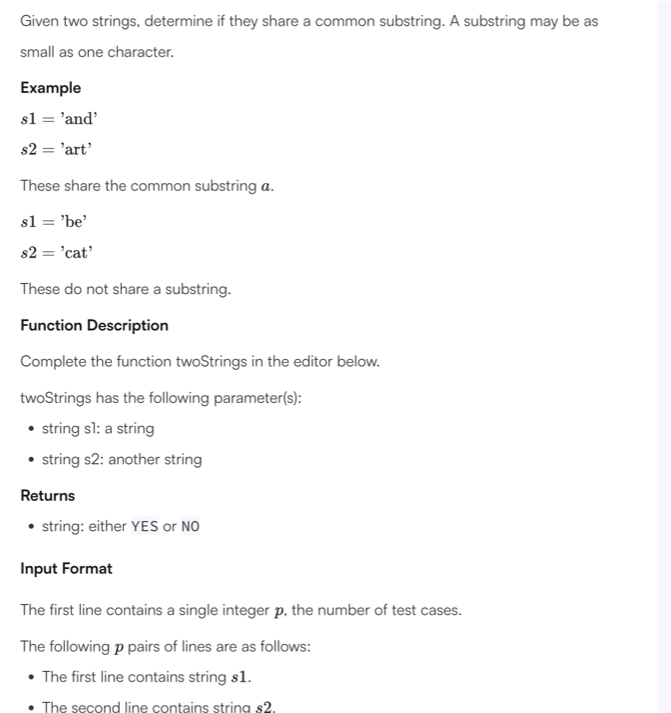 Given two strings, determine if they share a common substring. A substring may be as
small as one character.
Example
s1 = 'and'
s2 = 'art'
These share the common substring a.
s1 = 'be'
s2 = 'cat'
These do not share a substring.
Function Description
Complete the function twoStrings in the editor below.
twoStrings has the following parameter(s):
• string s1: a string
• string s2: another string
Returns
• string: either YES or NO
Input Format
The first line contains a single integer p, the number of test cases.
The following p pairs of lines are as follows:
• The first line contains string s1.
• The second line contains string s2.